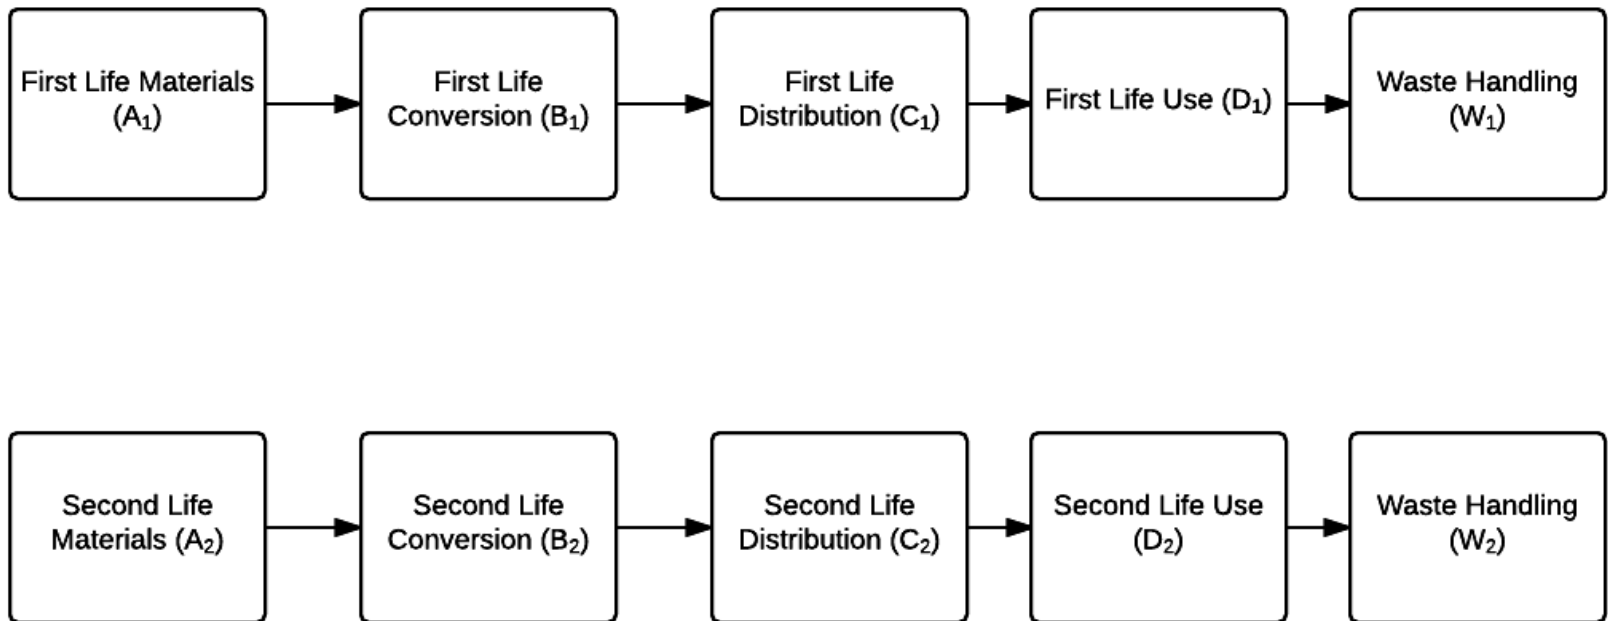 First Life Materials
(A₁)
First Life
Conversion (B₁)
First Life
Distribution (C₁)
First Life Use (D₁)
Waste Handling
(W₁)
Second Life
Materials (A₂)
Second Life
Conversion (B₂)
Second Life
Distribution (C₂)
Second Life Use
(D₂)
Waste Handling
(W₂)